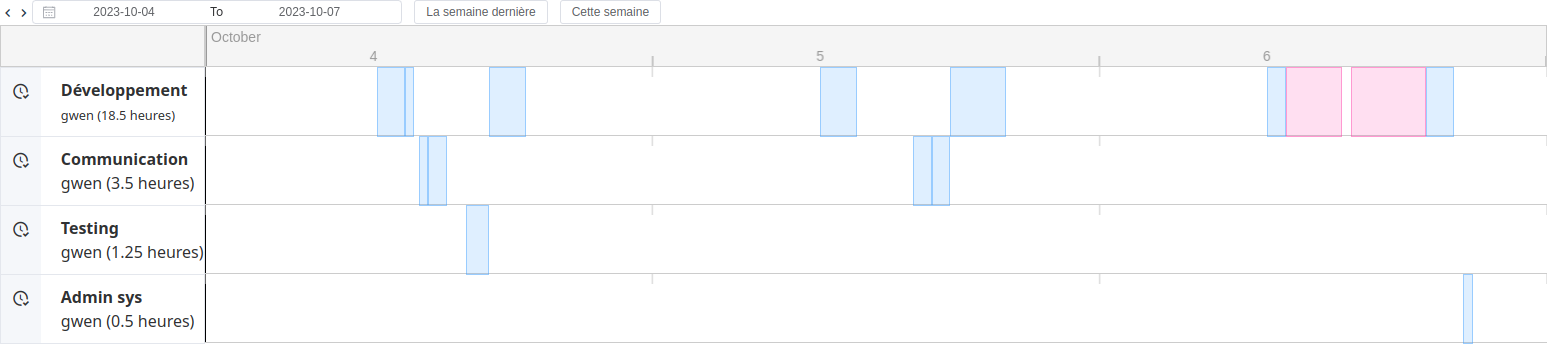 2023-10-04 To 2023-10-07 La semaine dernière Cette semaine
October
4 5 6
Développement
gwen (18.5 heures)
Communication
gwen (3.5 heures)
Testing
gwen (1.25 heures)
Admin sys
gwen (0.5 heures)